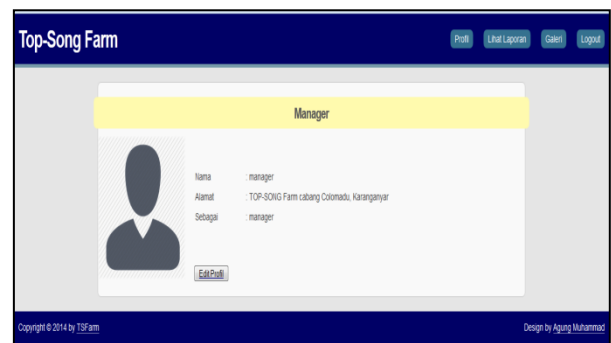 Top-Song Farm
Profil Lihat Laporan Galeri Logout
Manager
Nama : manager
Alamat : TOP-SONG Farm cabang Colomadu, Karanganyar
Sebagai : manager
Edit Profil
Copyright © 2014 by TSFarm Design by Agung Muhammad